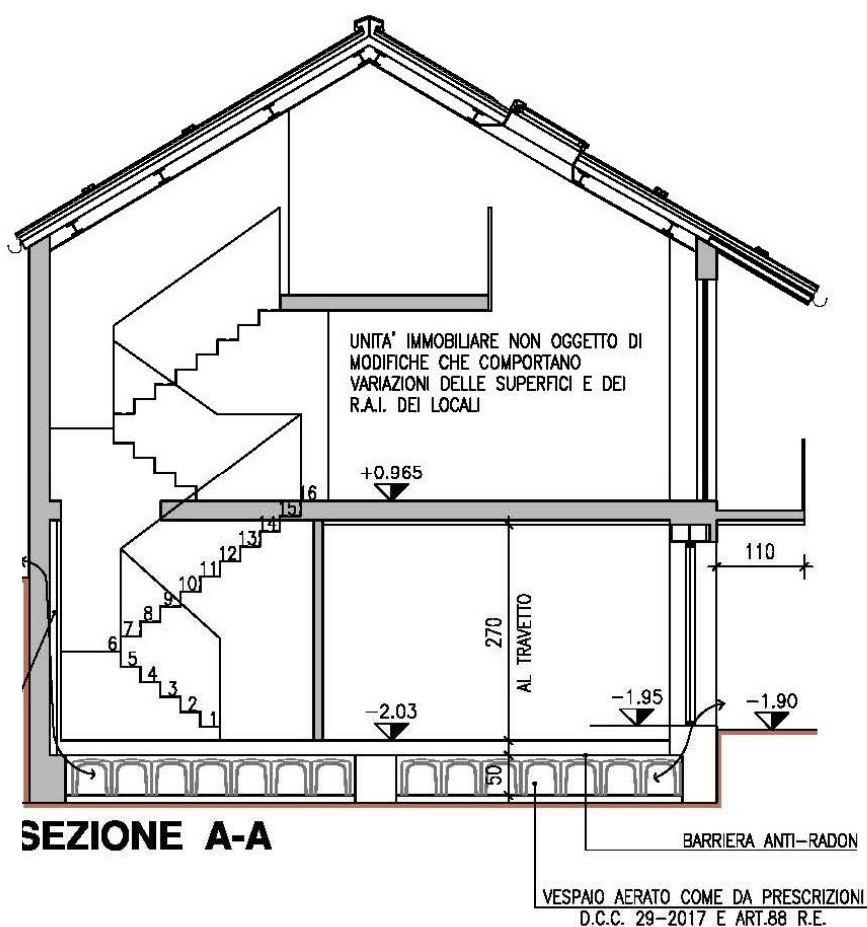 UNITA' IMMOBILIARE NON OGGETTO DI
MODIFICHE CHE COMPORTANO
VARIAZIONI DELLE SUPERFICI E DEI
R.A.I. DEI LOCALI
+0.965
16
15
14
13
12
11
10
9
8
7
6
5
4
3
2
1
110
270
AL TRAVETTO
-2.03
-1.95
-1.90
50
SEZIONE A-A
BARRIERA ANTI-RADON
VESPAIO AERATO COME DA PRESCRIZIONI
D.C.C. 29-2017 E ART.88 R.E.